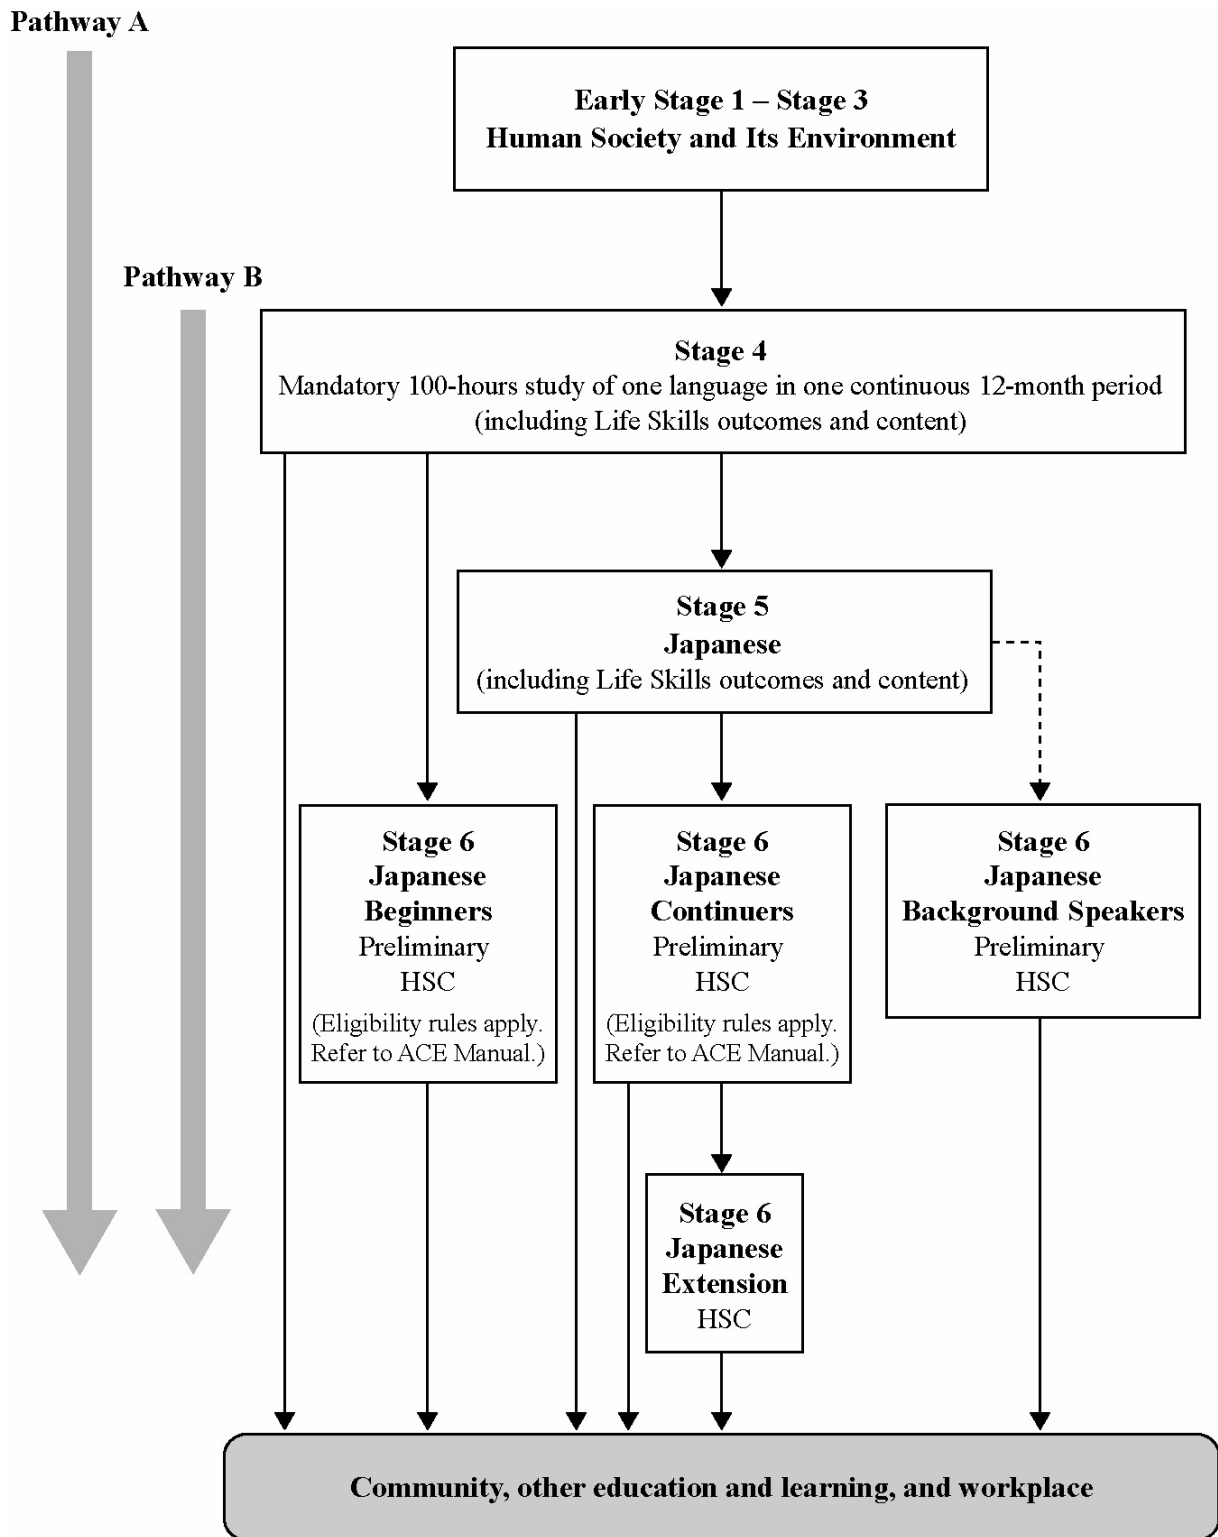 Pathway A
Early Stage 1 – Stage 3
Human Society and Its Environment
Pathway B
Stage 4
Mandatory 100-hours study of one language in one continuous 12-month period
(including Life Skills outcomes and content)
Stage 5
Japanese
(including Life Skills outcomes and content)
Stage 6
Japanese
Beginners
Preliminary
HSC
(Eligibility rules apply.
Refer to ACE Manual.)
Stage 6
Japanese
Continuers
Preliminary
HSC
(Eligibility rules apply.
Refer to ACE Manual.)
Stage 6
Japanese
Background Speakers
Preliminary
HSC
Stage 6
Japanese
Extension
HSC
Community, other education and learning, and workplace